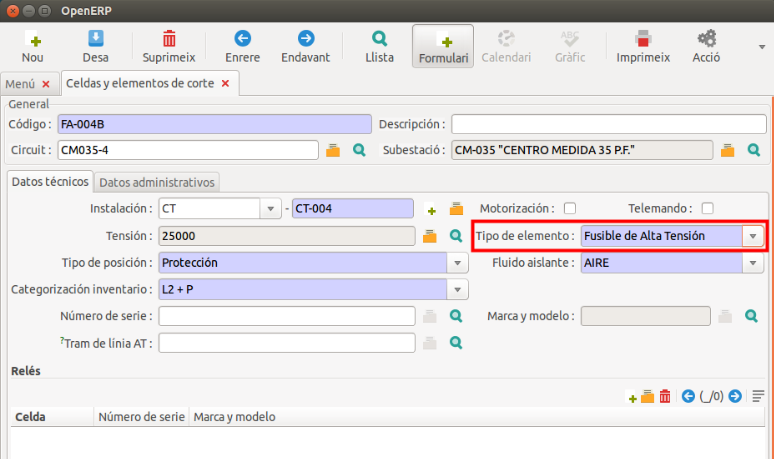 OpenERP
Nou Desa Suprimeix Enrere Endavant Llista Formulari Calendari Gràfic Imprimeix Acció
Menú Celdas y elementos de corte
General
Código : FA-004B Descripción :
Circuit : CM035-4 Subestació : CM-035 "CENTRO MEDIDA 35 P.F."
Datos técnicos Datos administrativos
Instalación : CT - CT-004 Motorización : Telemando :
Tensión : 25000 Tipo de elemento : Fusible de Alta Tensión
Tipo de posición : Protección Fluido aislante : AIRE
Categorización inventario : L2 + P
Número de serie : Marca y modelo :
?Tram de línia AT :
Relés
(_/0)
Celda Número de serie Marca y modelo